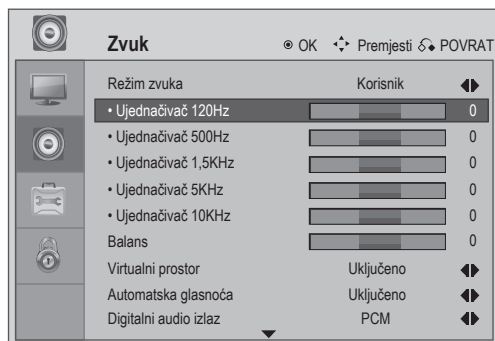 Zvuk OK Premjesti POVRAT
Režim zvuka Korisnik
• Ujednačivač 120Hz 0
• Ujednačivač 500Hz 0
• Ujednačivač 1,5KHz 0
• Ujednačivač 5KHz 0
• Ujednačivač 10KHz 0
Balans 0
Virtualni prostor Uključeno
Automatska glasnoća Uključeno
Digitalni audio izlaz PCM